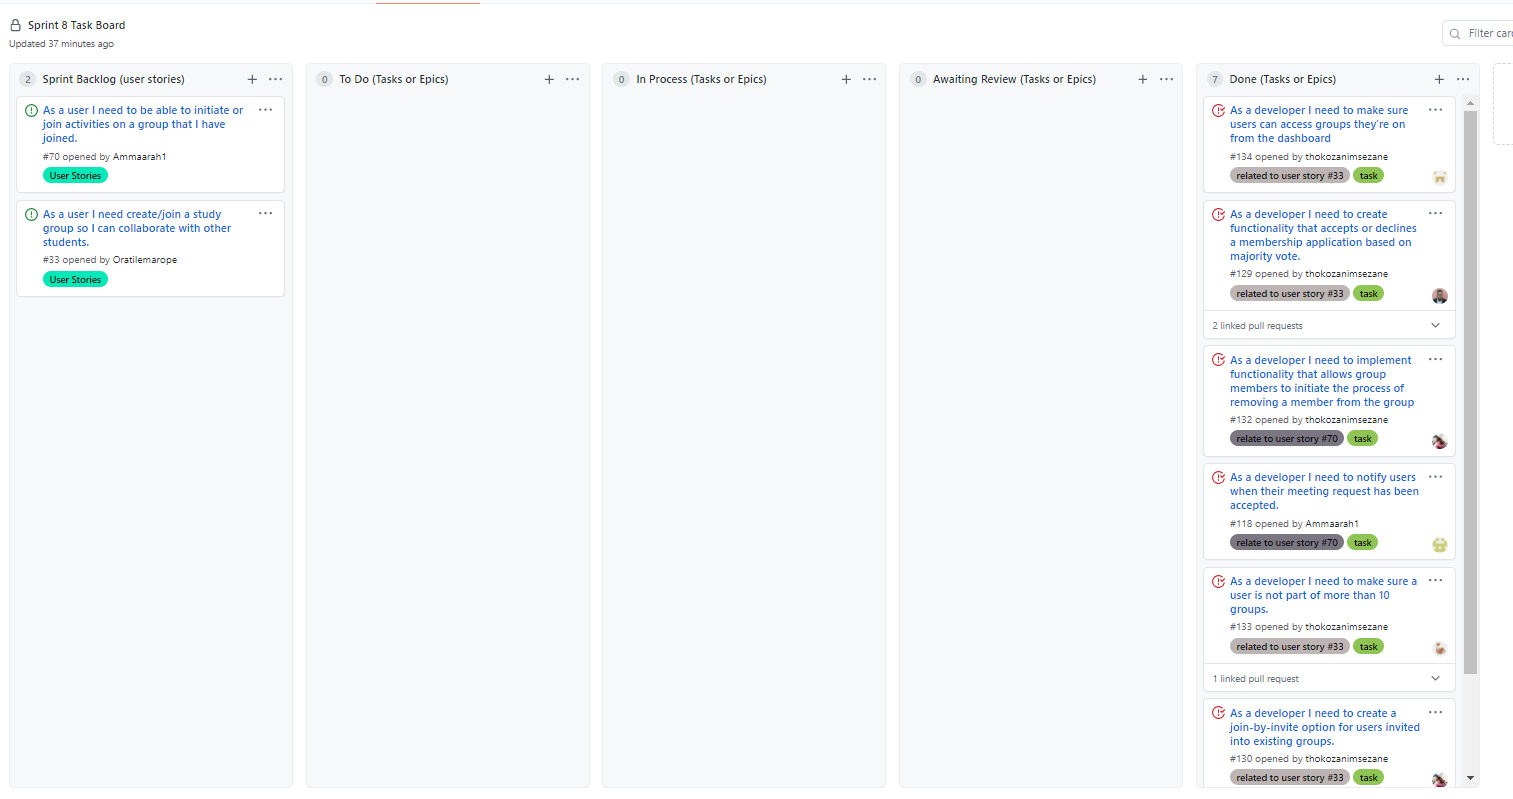 Sprint 8 Task Board
Updated 37 minutes ago
Filter card
2 Sprint Backlog (user stories)
As a user I need to be able to initiate or
join activities on a group that I have
joined.
#70 opened by Ammaarah1
User Stories
As a user I need create/join a study
group so I can collaborate with other
students.
#33 opened by Oratilemarope
User Stories
0 To Do (Tasks or Epics)
0 In Process (Tasks or Epics)
0 Awaiting Review (Tasks or Epics)
7 Done (Tasks or Epics)
As a developer I need to make sure
users can access groups they're on
from the dashboard
#134 opened by thokozanimsezane
related to user story #33 task
As a developer I need to create
functionality that accepts or declines
a membership application based on
majority vote.
#129 opened by thokozanimsezane
related to user story #33 task
2 linked pull requests
As a developer I need to implement
functionality that allows group
members to initiate the process of
removing a member from the group
#132 opened by thokozanimsezane
relate to user story #70 task
As a developer I need to notify users
when their meeting request has been
accepted.
#118 opened by Ammaarah1
relate to user story #70 task
As a developer I need to make sure a
user is not part of more than 10
groups.
#133 opened by thokozanimsezane
related to user story #33 task
1 linked pull request
As a developer I need to create a
join-by-invite option for users invited
into existing groups.
#130 opened by thokozanimsezane
related to user story #33 task